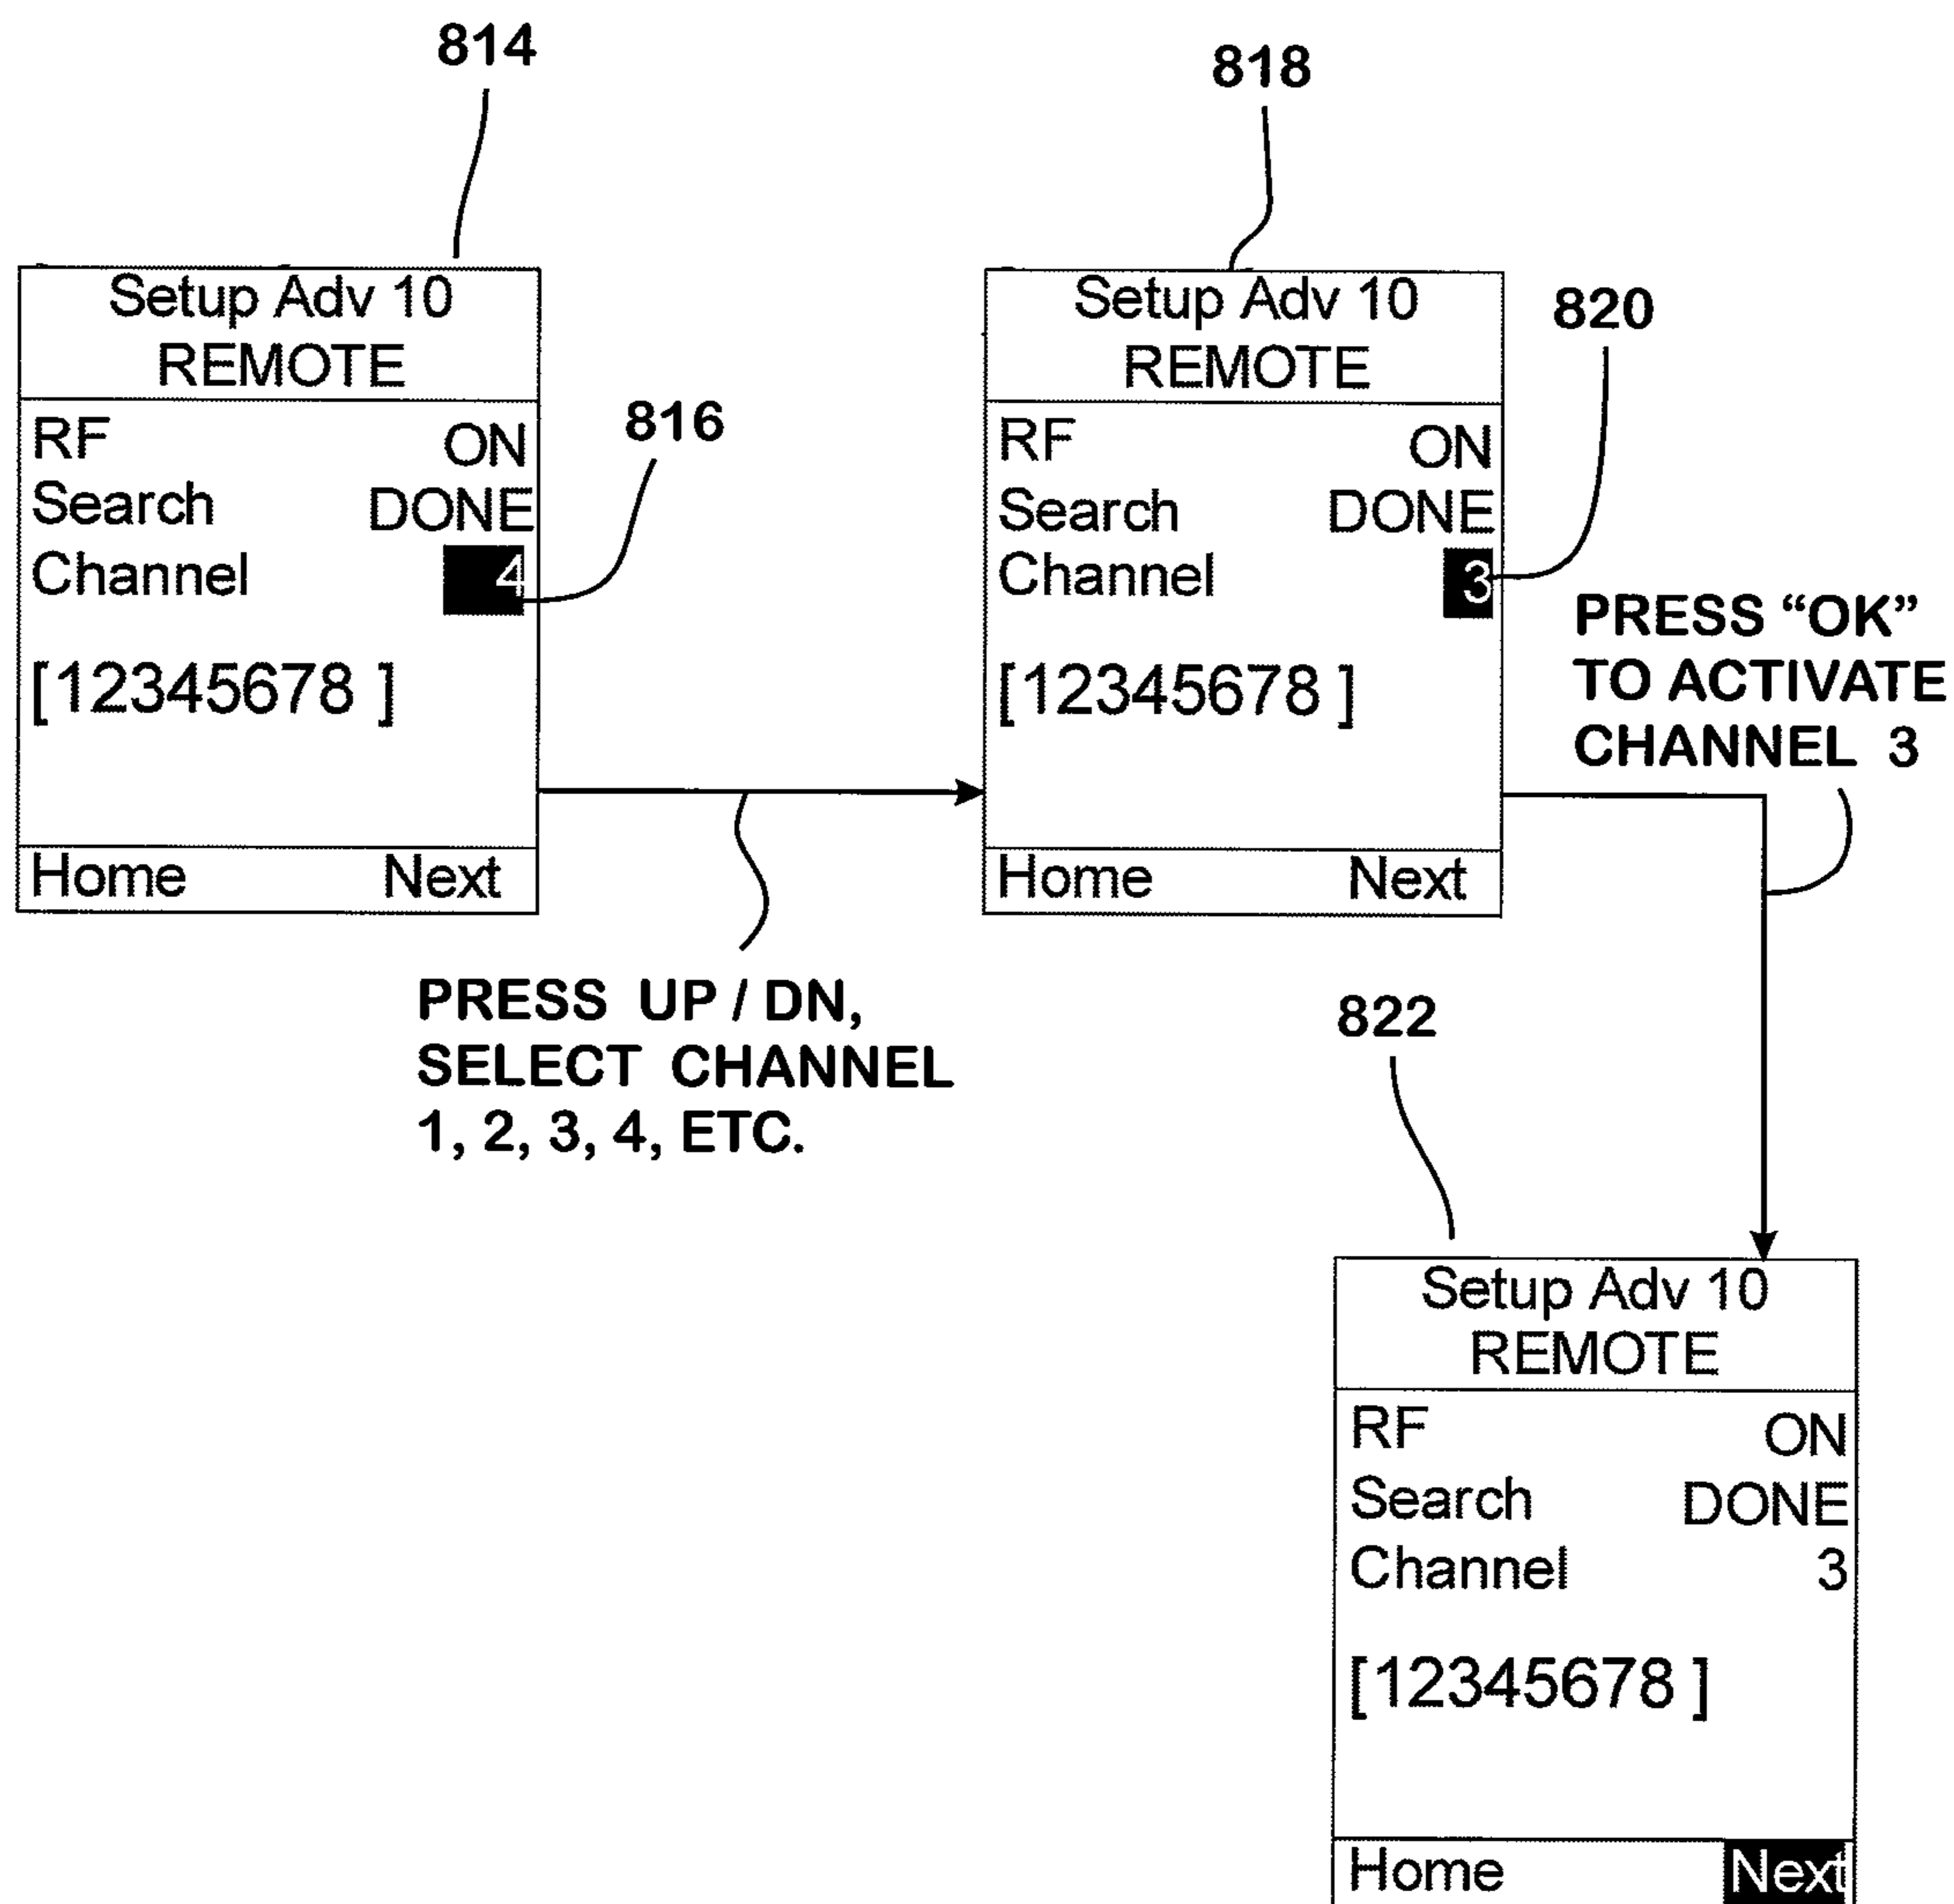 814
818
Setup Adv 10
REMOTE
RF ON
Search DONE
Channel 4
[12345678 ]
Home Next
816
Setup Adv 10
REMOTE
RF ON
Search DONE
Channel 3
[12345678 ]
Home Next
820
PRESS “OK”
TO ACTIVATE
CHANNEL 3
PRESS UP / DN,
SELECT CHANNEL
1, 2, 3, 4, ETC.
822
Setup Adv 10
REMOTE
RF ON
Search DONE
Channel 3
[12345678 ]
Home Next